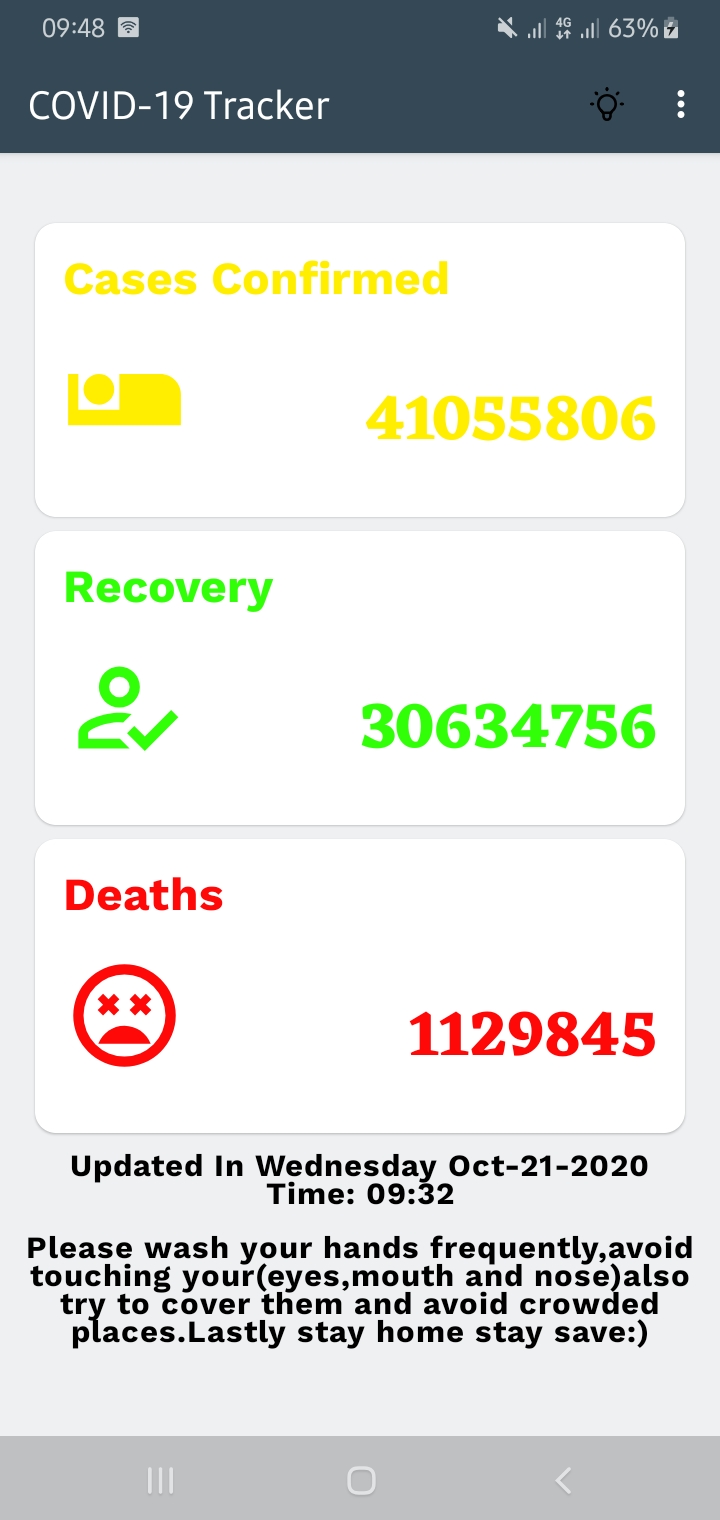 09:48 4G 63%
COVID-19 Tracker
Cases Confirmed
41055806
Recovery
30634756
Deaths
1129845
Updated In Wednesday Oct-21-2020
Time: 09:32
Please wash your hands frequently,avoid
touching your(eyes,mouth and nose)also
try to cover them and avoid crowded
places.Lastly stay home stay save:)